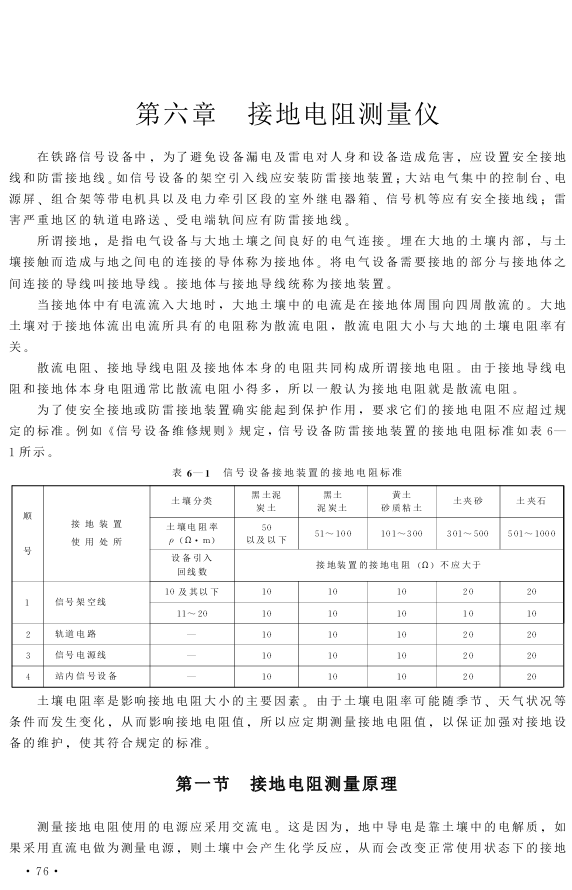 第六章　接地电阻测量仪
在铁路信号设备中，为了避免设备漏电及雷电对人身和设备造成危害，应设置安全接地
线和防雷接地线。如信号设备的架空引入线应安装防雷接地装置；大站电气集中的控制台、电
源屏、组合架等带电机具以及电力牵引区段的室外继电器箱、信号机等应有安全接地线；雷
害严重地区的轨道电路送、受电端轨间应有防雷接地线。
所谓接地，是指电气设备与大地土壤之间良好的电气连接。埋在大地的土壤内部，与土
壤接触而造成与地之间电的连接的导体称为接地体。将电气设备需要接地的部分与接地体之
间连接的导线叫接地导线。接地体与接地导线统称为接地装置。
当接地体中有电流流入大地时，大地土壤中的电流是在接地体周围向四周散流的。大地
土壤对于接地体流出电流所具有的电阻称为散流电阻，散流电阻大小与大地的土壤电阻率有
关。
散流电阻、接地导线电阻及接地体本身的电阻共同构成所谓接地电阻。由于接地导线电
阻和接地体本身电阻通常比散流电阻小得多，所以一般认为接地电阻就是散流电阻。
为了使安全接地或防雷接地装置确实能起到保护作用，要求它们的接地电阻不应超过规
定的标准。例如《信号设备维修规则》规定，信号设备防雷接地装置的接地电阻标准如表 6—
1 所示。
表 6—1　信号设备接地装置的接地电阻标准
顺号　接地装置使用处所　土壤分类　黑土泥炭土　黑土泥炭土　黄土砂质粘土　土夹砂　土夹石
土壤电阻率 ρ（Ω·m）　50以及以下　51～100　101～300　301～500　501～1000
设备引入回线数　接地装置的接地电阻（Ω）不应大于
1　信号架空线　10 及其以下　10　10　10　20　20
11～20　10　10　10　10　10
2　轨道电路　—　10　10　10　20　20
3　信号电源线　—　10　10　10　20　20
4　站内信号设备　—　10　10　10　20　20
土壤电阻率是影响接地电阻大小的主要因素。由于土壤电阻率可能随季节、天气状况等
条件而发生变化，从而影响接地电阻值，所以应定期测量接地电阻值，以保证加强对接地设
备的维护，使其符合规定的标准。
第一节　接地电阻测量原理
测量接地电阻使用的电源应采用交流电。这是因为，地中导电是靠土壤中的电解质，如
果采用直流电做为测量电源，则土壤中会产生化学反应，从而会改变正常使用状态下的接地
·76·